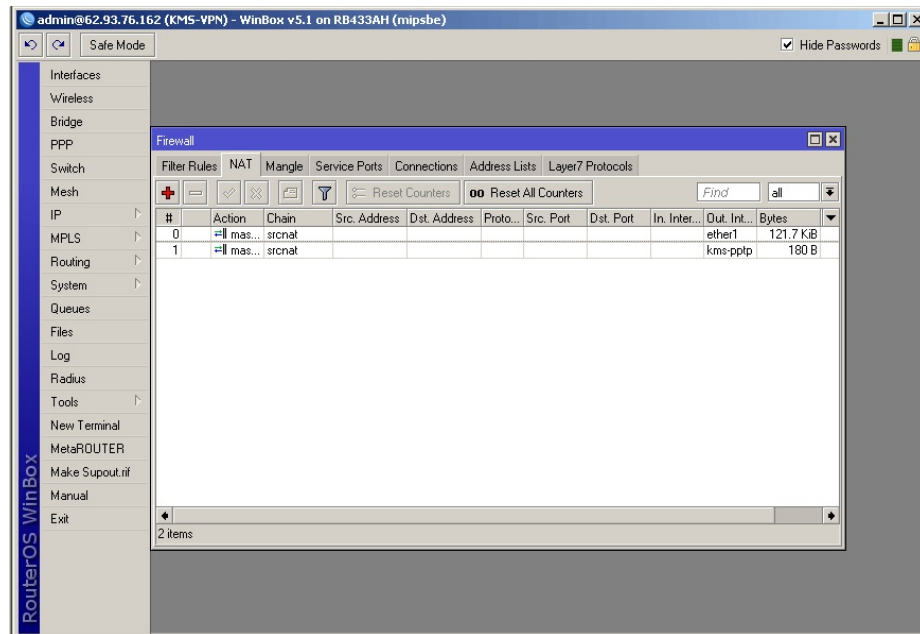 admin@62.93.76.162 (KMS-VPN) - WinBox v5.1 on RB433AH (mipsbe)
Safe Mode
Hide Passwords
Interfaces
Wireless
Bridge
PPP
Switch
Mesh
IP
MPLS
Routing
System
Queues
Files
Log
Radius
Tools
New Terminal
MetaROUTER
Make Supout.rif
Manual
Exit
RouterOS WinBox
Firewall
Filter Rules NAT Mangle Service Ports Connections Address Lists Layer7 Protocols
Reset Counters 00 Reset All Counters Find all
# Action Chain Src. Address Dst. Address Proto... Src. Port Dst. Port In. Inter... Out. Int... Bytes
0 mas... srcnat ether1 121.7 KiB
1 mas... srcnat kms-pptp 180 B
2 items